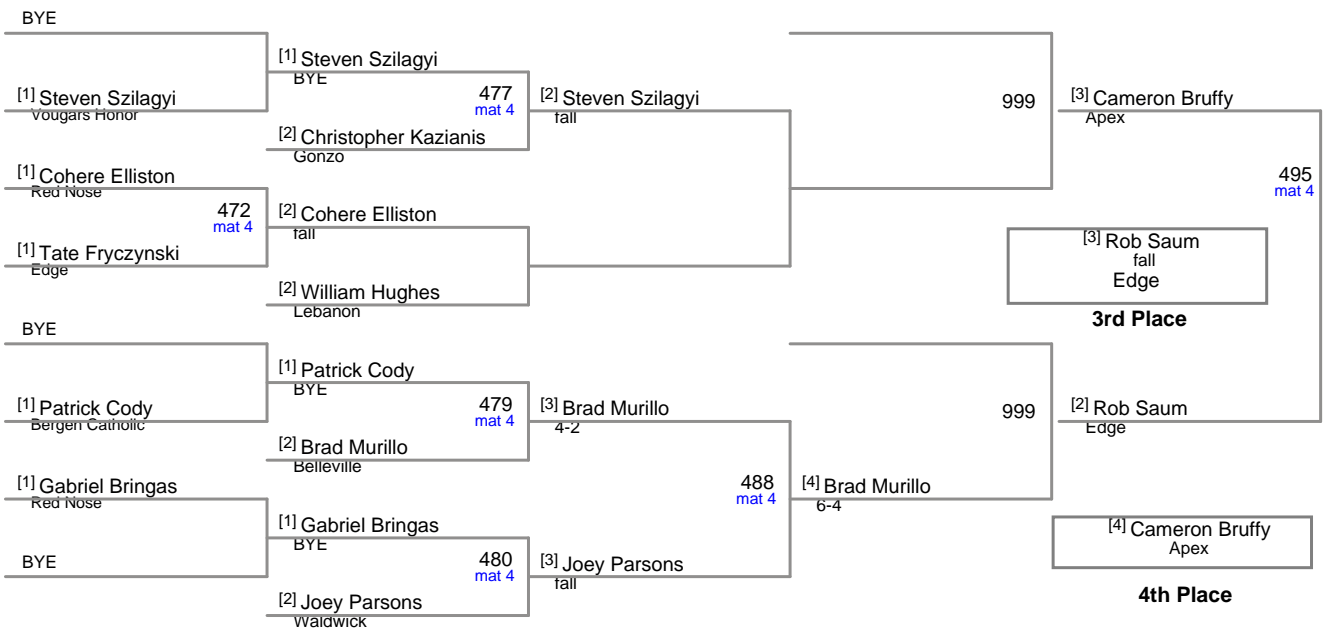 BYE
[1] Steven Szilagyi
Vougars Honor
[1] Cohere Elliston
Red Nose
472
mat 4
[1] Tate Fryczynski
Edge
BYE
[1] Patrick Cody
Bergen Catholic
[1] Gabriel Bringas
Red Nose
BYE
[1] Steven Szilagyi
BYE
477
mat 4
[2] Christopher Kazianis
Gonzo
[2] Cohere Elliston
fall
[2] William Hughes
Lebanon
[1] Patrick Cody
BYE
479
mat 4
[2] Brad Murillo
Belleville
[1] Gabriel Bringas
BYE
480
mat 4
[2] Joey Parsons
Waldwick
[2] Steven Szilagyi
fall
[3] Brad Murillo
4-2
488
mat 4
[3] Joey Parsons
fall
999
999
[4] Brad Murillo
6-4
[3] Cameron Bruffy
Apex
495
mat 4
[2] Rob Saum
Edge
[3] Rob Saum
fall
Edge
3rd Place
[4] Cameron Bruffy
Apex
4th Place